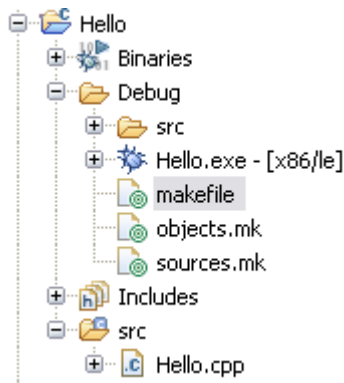 Hello
Binaries
Debug
src
Hello.exe - [x86/le]
makefile
objects.mk
sources.mk
Includes
src
Hello.cpp